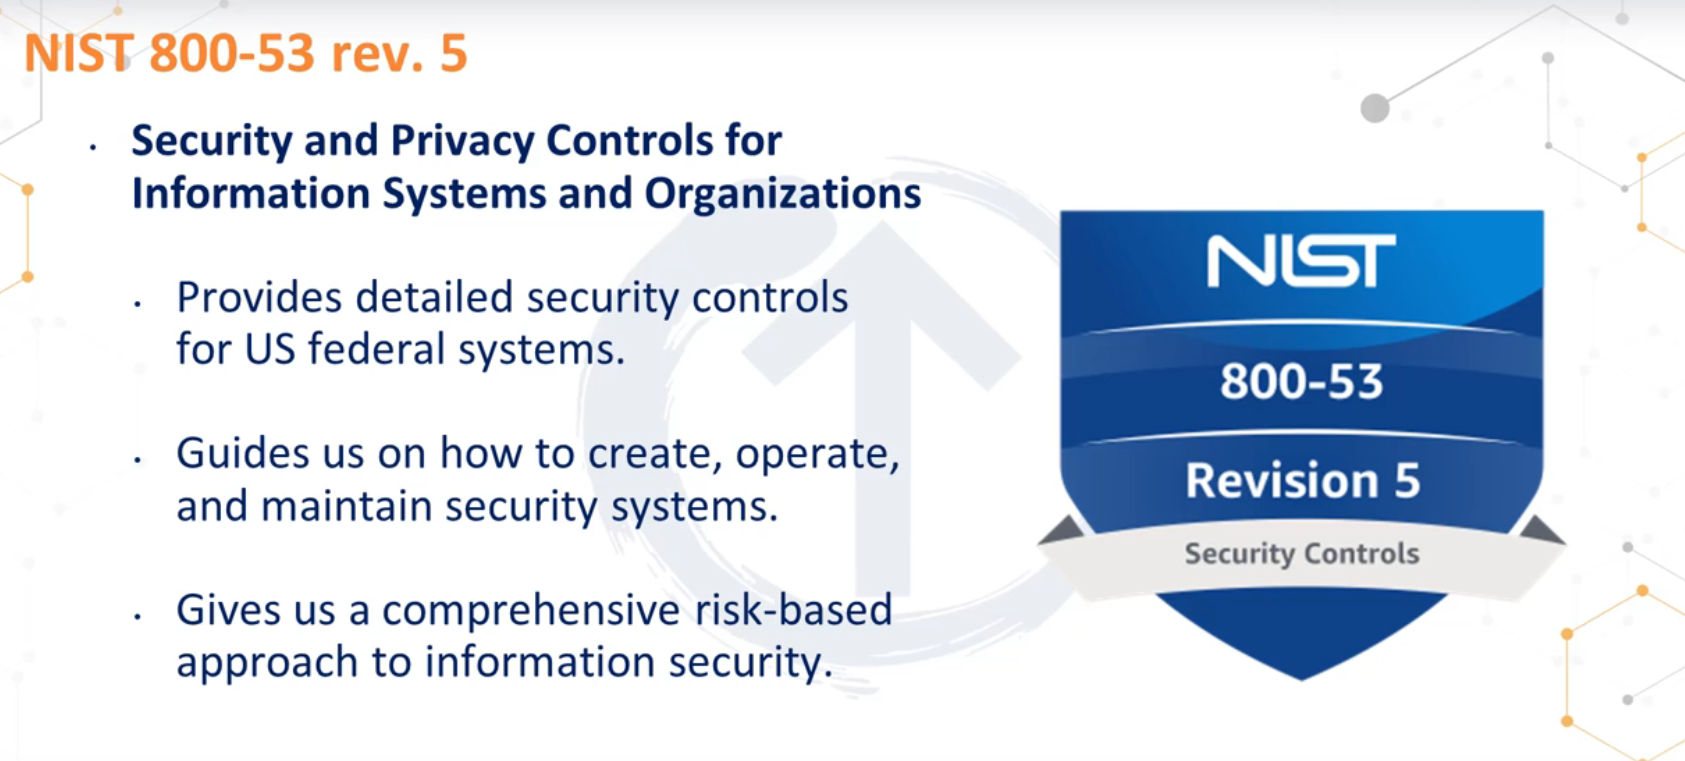 NIST 800-53 rev. 5
· Security and Privacy Controls for
Information Systems and Organizations
· Provides detailed security controls
for US federal systems.
· Guides us on how to create, operate,
and maintain security systems.
· Gives us a comprehensive risk-based
approach to information security.
NIST
800-53
Revision 5
Security Controls